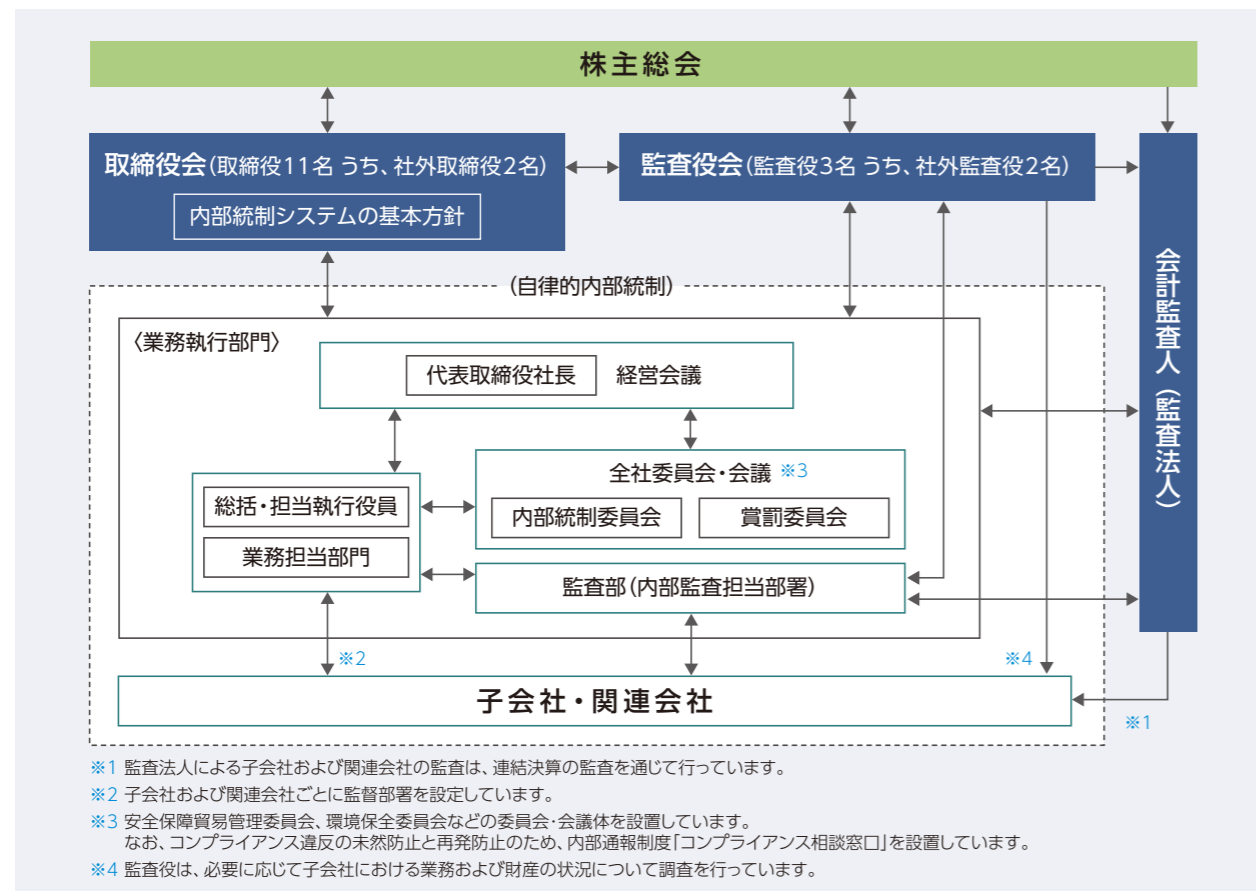 株主総会
取締役会(取締役11名 うち、社外取締役2名)
内部統制システムの基本方針
監査役会(監査役3名 うち、社外監査役2名)
会計監査人(監査法人)
(自律的内部統制)
〈業務執行部門〉
代表取締役社長 経営会議
全社委員会・会議 ※3
内部統制委員会 賞罰委員会
総括・担当執行役員
業務担当部門
監査部(内部監査担当部署)
※2
※4
子会社・関連会社
※1
※1 監査法人による子会社および関連会社の監査は、連結決算の監査を通じて行っています。
※2 子会社および関連会社ごとに監督部署を設定しています。
※3 安全保障貿易管理委員会、環境保全委員会などの委員会・会議体を設置しています。
なお、コンプライアンス違反の未然防止と再発防止のため、内部通報制度「コンプライアンス相談窓口」を設置しています。
※4 監査役は、必要に応じて子会社における業務および財産の状況について調査を行っています。